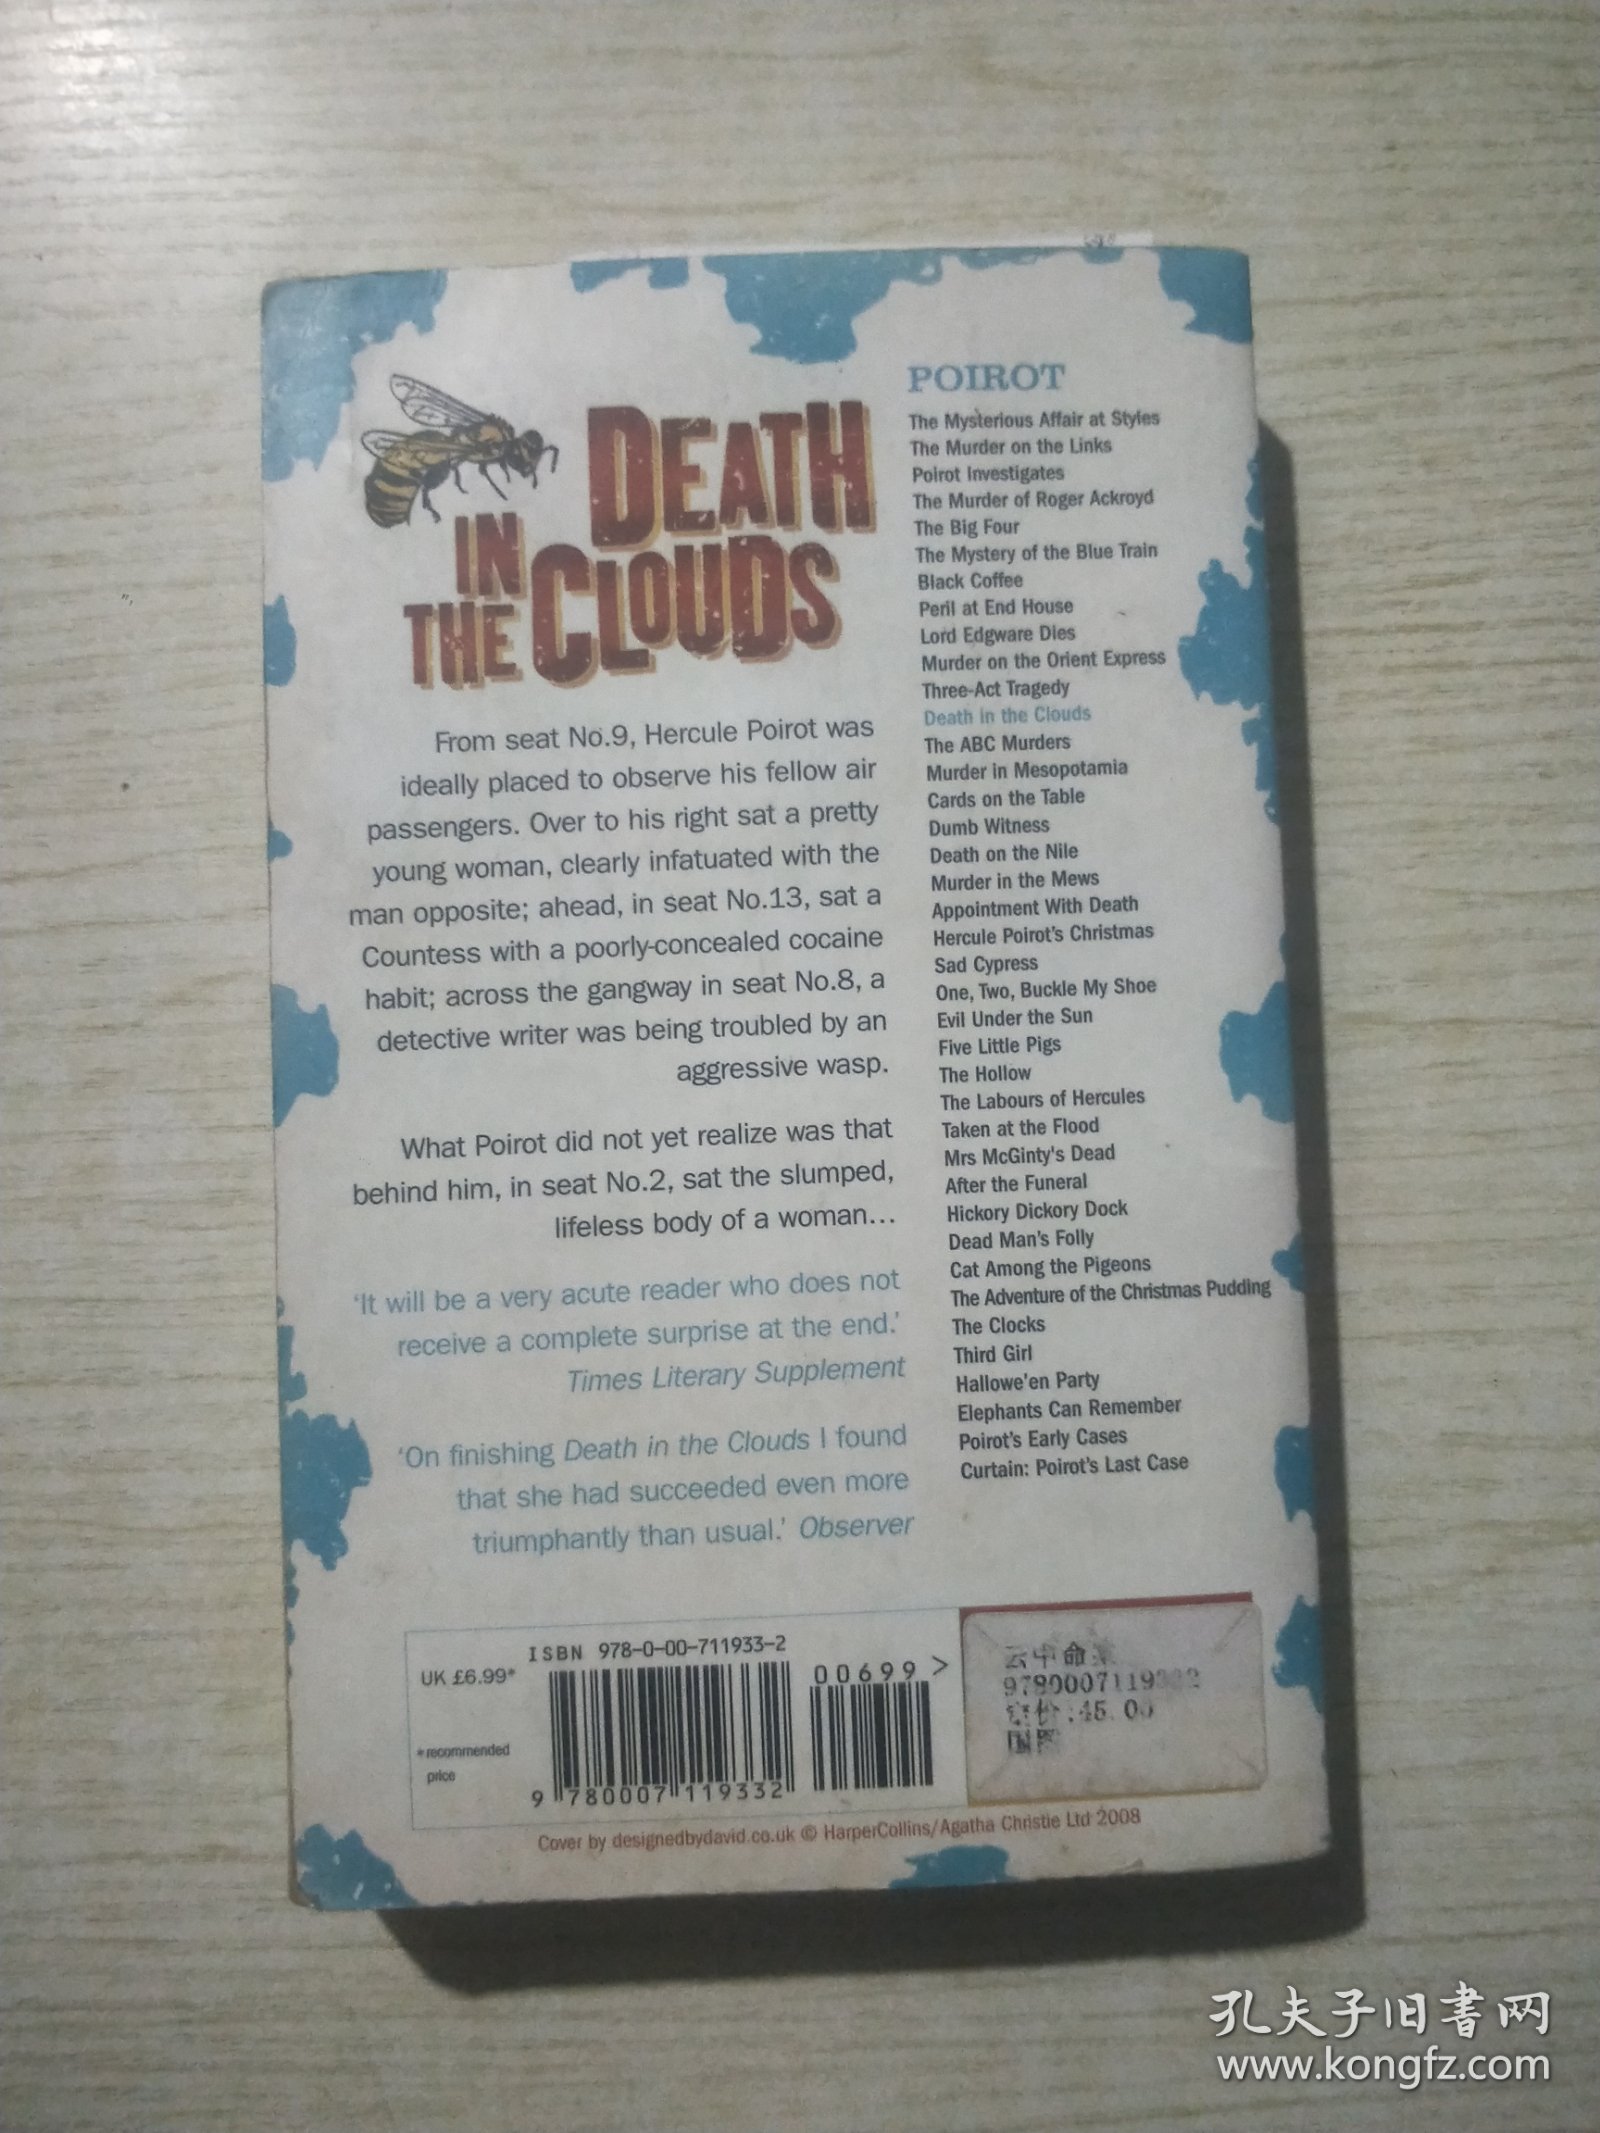 DEATH
IN
THE CLOUDS
From seat No.9, Hercule Poirot was
ideally placed to observe his fellow air
passengers. Over to his right sat a pretty
young woman, clearly infatuated with the
man opposite; ahead, in seat No.13, sat a
Countess with a poorly-concealed cocaine
habit; across the gangway in seat No.8, a
detective writer was being troubled by an
aggressive wasp.
What Poirot did not yet realize was that
behind him, in seat No.2, sat the slumped,
lifeless body of a woman...
‘It will be a very acute reader who does not
receive a complete surprise at the end.’
Times Literary Supplement
‘On finishing Death in the Clouds I found
that she had succeeded even more
triumphantly than usual.’ Observer
POIROT
The Mysterious Affair at Styles
The Murder on the Links
Poirot Investigates
The Murder of Roger Ackroyd
The Big Four
The Mystery of the Blue Train
Black Coffee
Peril at End House
Lord Edgware Dies
Murder on the Orient Express
Three-Act Tragedy
Death in the Clouds
The ABC Murders
Murder in Mesopotamia
Cards on the Table
Dumb Witness
Death on the Nile
Murder in the Mews
Appointment With Death
Hercule Poirot's Christmas
Sad Cypress
One, Two, Buckle My Shoe
Evil Under the Sun
Five Little Pigs
The Hollow
The Labours of Hercules
Taken at the Flood
Mrs McGinty's Dead
After the Funeral
Hickory Dickory Dock
Dead Man's Folly
Cat Among the Pigeons
The Adventure of the Christmas Pudding
The Clocks
Third Girl
Hallowe'en Party
Elephants Can Remember
Poirot's Early Cases
Curtain: Poirot's Last Case
UK £6.99*
*recommended
price
ISBN 978-0-00-711933-2
00699 >
9 780007 119332
云中命案
定价:45.00
Cover by designedbydavid.co.uk © HarperCollins/Agatha Christie Ltd 2008
孔夫子旧书网
www.kongfz.com